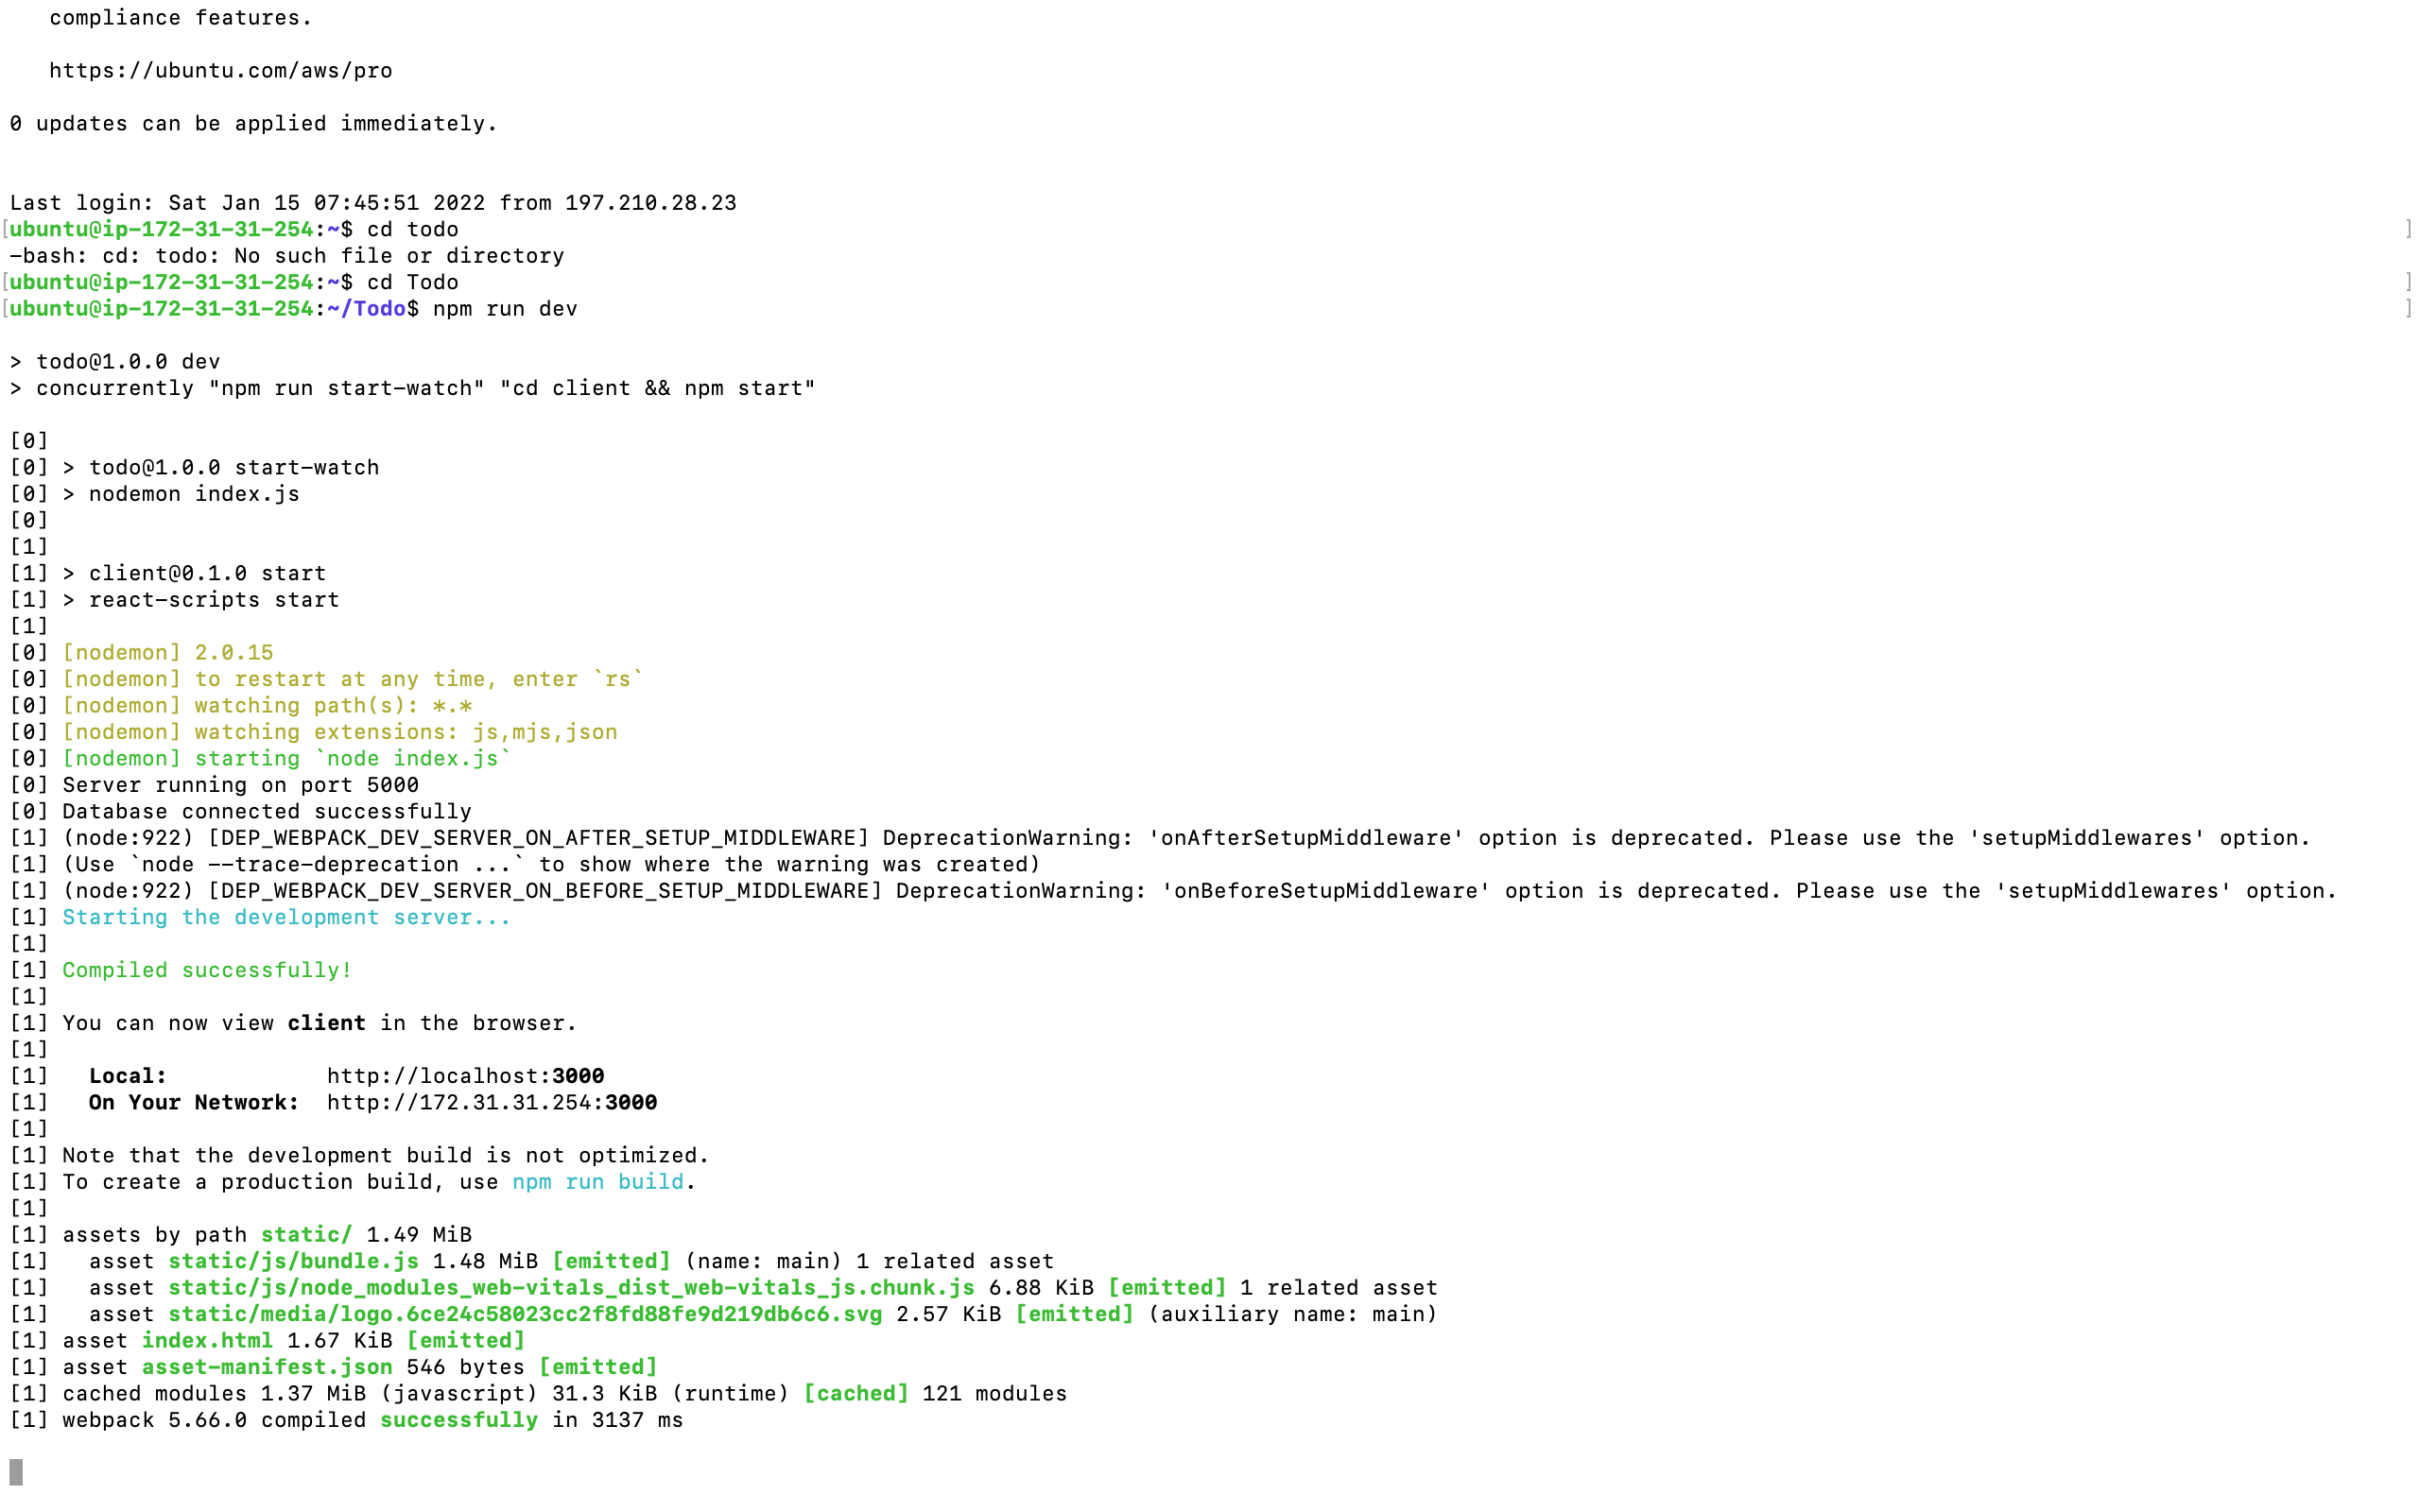 compliance features.
https://ubuntu.com/aws/pro
0 updates can be applied immediately.
Last login: Sat Jan 15 07:45:51 2022 from 197.210.28.23
[ubuntu@ip-172-31-31-254:~$ cd todo ]
-bash: cd: todo: No such file or directory
[ubuntu@ip-172-31-31-254:~$ cd Todo ]
[ubuntu@ip-172-31-31-254:~/Todo$ npm run dev ]
> todo@1.0.0 dev
> concurrently "npm run start-watch" "cd client && npm start"
[0]
[0] > todo@1.0.0 start-watch
[0] > nodemon index.js
[0]
[1]
[1] > client@0.1.0 start
[1] > react-scripts start
[1]
[0] [nodemon] 2.0.15
[0] [nodemon] to restart at any time, enter `rs`
[0] [nodemon] watching path(s): *.*
[0] [nodemon] watching extensions: js,mjs,json
[0] [nodemon] starting `node index.js`
[0] Server running on port 5000
[0] Database connected successfully
[1] (node:922) [DEP_WEBPACK_DEV_SERVER_ON_AFTER_SETUP_MIDDLEWARE] DeprecationWarning: 'onAfterSetupMiddleware' option is deprecated. Please use the 'setupMiddlewares' option.
[1] (Use `node --trace-deprecation ...` to show where the warning was created)
[1] (node:922) [DEP_WEBPACK_DEV_SERVER_ON_BEFORE_SETUP_MIDDLEWARE] DeprecationWarning: 'onBeforeSetupMiddleware' option is deprecated. Please use the 'setupMiddlewares' option.
[1] Starting the development server...
[1]
[1] Compiled successfully!
[1]
[1] You can now view client in the browser.
[1]
[1]   Local:            http://localhost:3000
[1]   On Your Network:  http://172.31.31.254:3000
[1]
[1] Note that the development build is not optimized.
[1] To create a production build, use npm run build.
[1]
[1] assets by path static/ 1.49 MiB
[1]   asset static/js/bundle.js 1.48 MiB [emitted] (name: main) 1 related asset
[1]   asset static/js/node_modules_web-vitals_dist_web-vitals_js.chunk.js 6.88 KiB [emitted] 1 related asset
[1]   asset static/media/logo.6ce24c58023cc2f8fd88fe9d219db6c6.svg 2.57 KiB [emitted] (auxiliary name: main)
[1] asset index.html 1.67 KiB [emitted]
[1] asset asset-manifest.json 546 bytes [emitted]
[1] cached modules 1.37 MiB (javascript) 31.3 KiB (runtime) [cached] 121 modules
[1] webpack 5.66.0 compiled successfully in 3137 ms